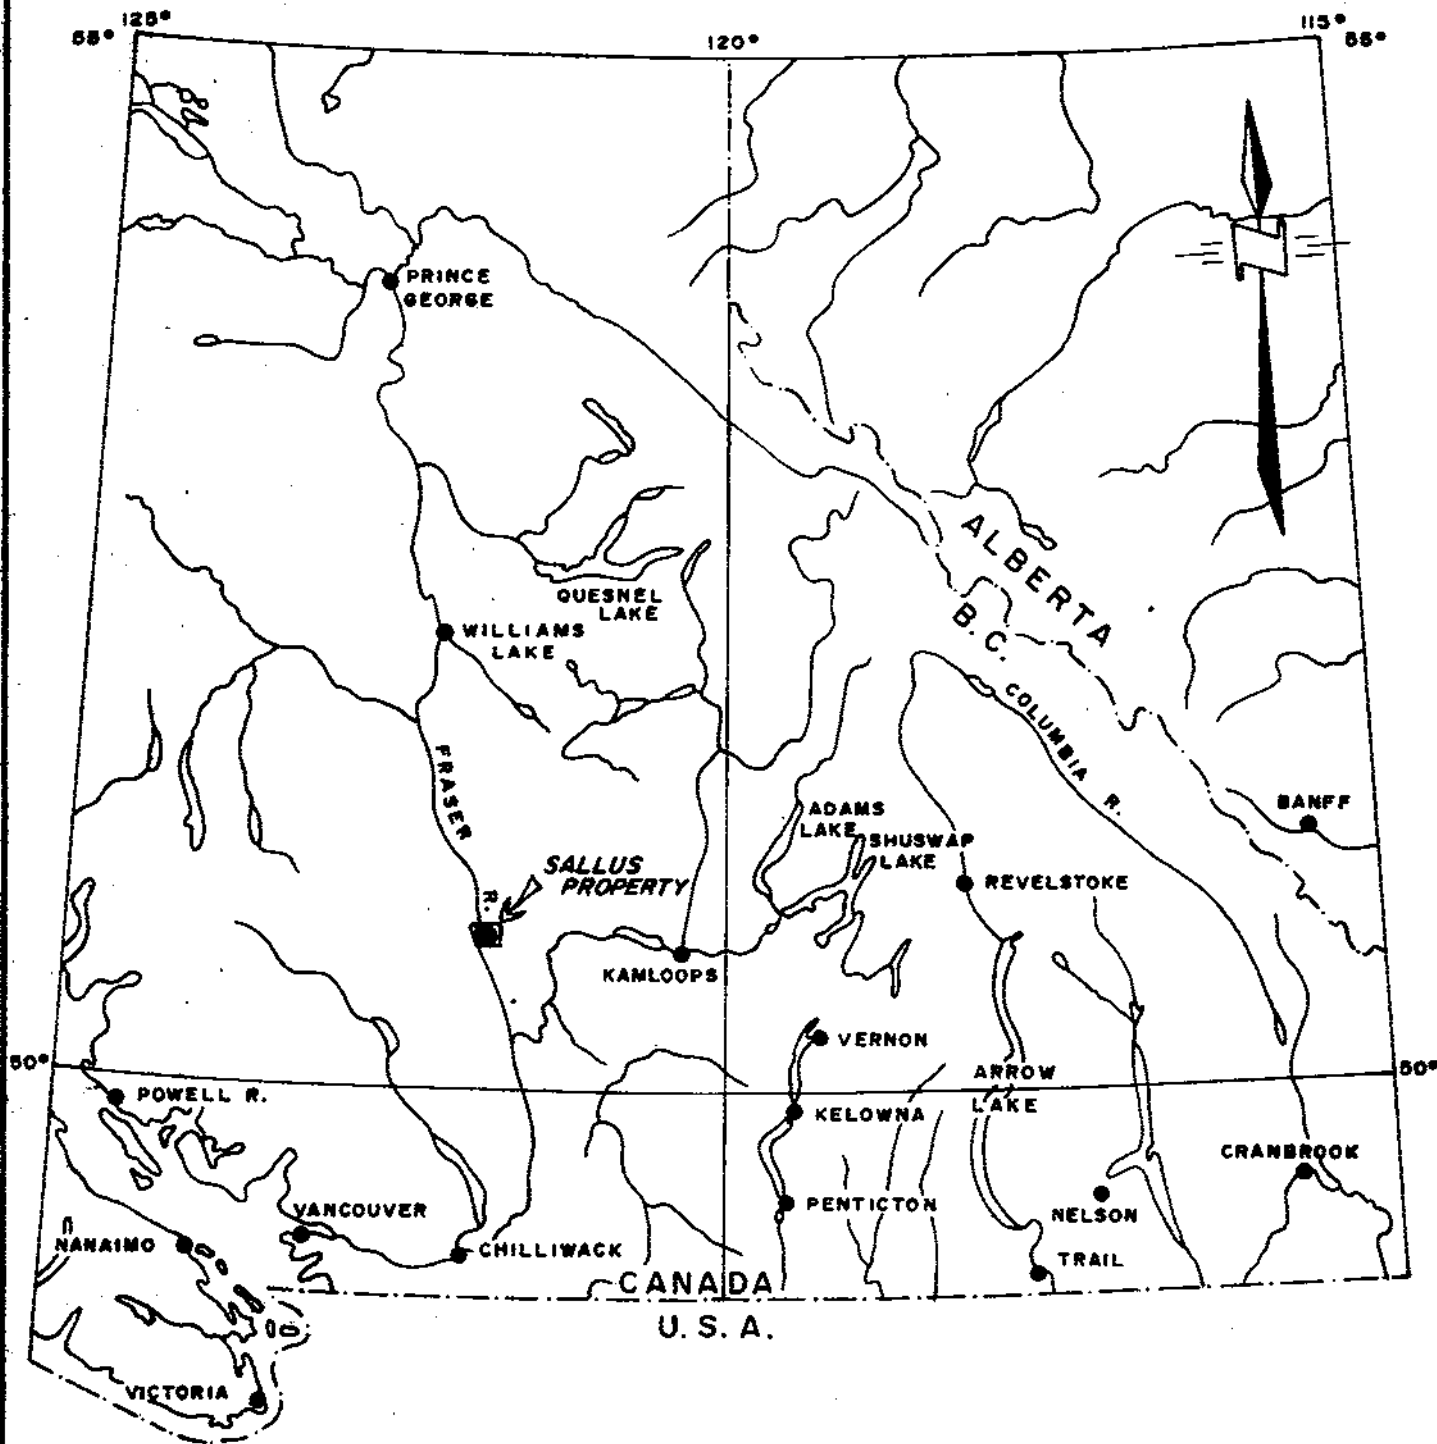 125°
55°
120°
115°
55°
PRINCE
GEORGE
ALBERTA
B.C.
QUESNEL
LAKE
WILLIAMS
LAKE
COLUMBIA R.
FRASER R.
BANFF
ADAMS
LAKE
SHUSWAP
LAKE
SALLUS
PROPERTY
REVELSTOKE
KAMLOOPS
VERNON
50°
50°
ARROW
LAKE
POWELL R.
KELOWNA
CRANBROOK
VANCOUVER
PENTICTON
NELSON
NANAIMO
CHILLIWACK
TRAIL
CANADA
U.S.A.
VICTORIA